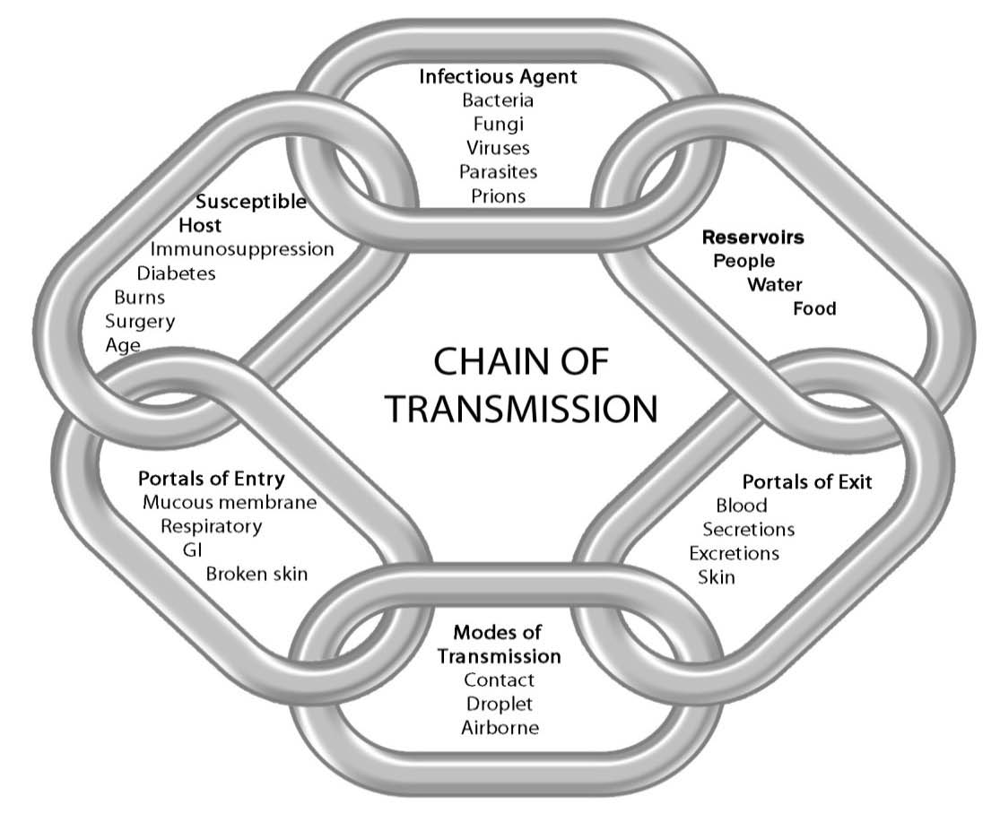 Infectious Agent
Bacteria
Fungi
Viruses
Parasites
Prions
Reservoirs
People
Water
Food
Portals of Exit
Blood
Secretions
Excretions
Skin
Modes of
Transmission
Contact
Droplet
Airborne
Portals of Entry
Mucous membrane
Respiratory
GI
Broken skin
Susceptible
Host
Immunosuppression
Diabetes
Burns
Surgery
Age
CHAIN OF
TRANSMISSION